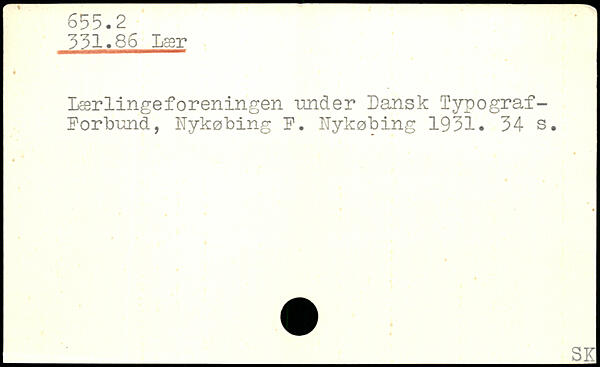 655.2
331.86 Lær
Lærlingeforeningen under Dansk Typograf-
Forbund, Nykøbing F. Nykøbing 1931. 34 s.
SK